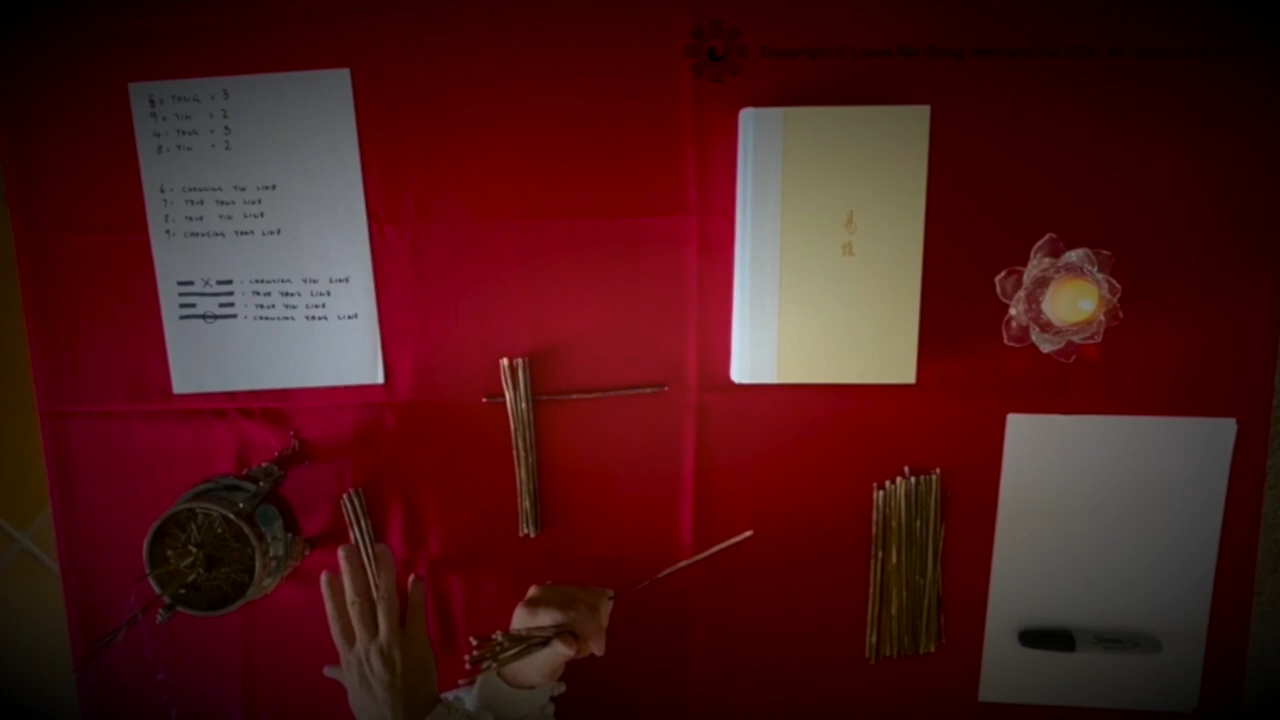 6 = YANG = 3
9 = YIN = 2
4 = YANG = 3
8 = YIN = 2
6 = CHANGING YIN LINE
7 = TRUE YANG LINE
8 = TRUE YIN LINE
9 = CHANGING YANG LINE
= CHANGING YIN LINE
= TRUE YANG LINE
= TRUE YIN LINE
= CHANGING YANG LINE
易
經